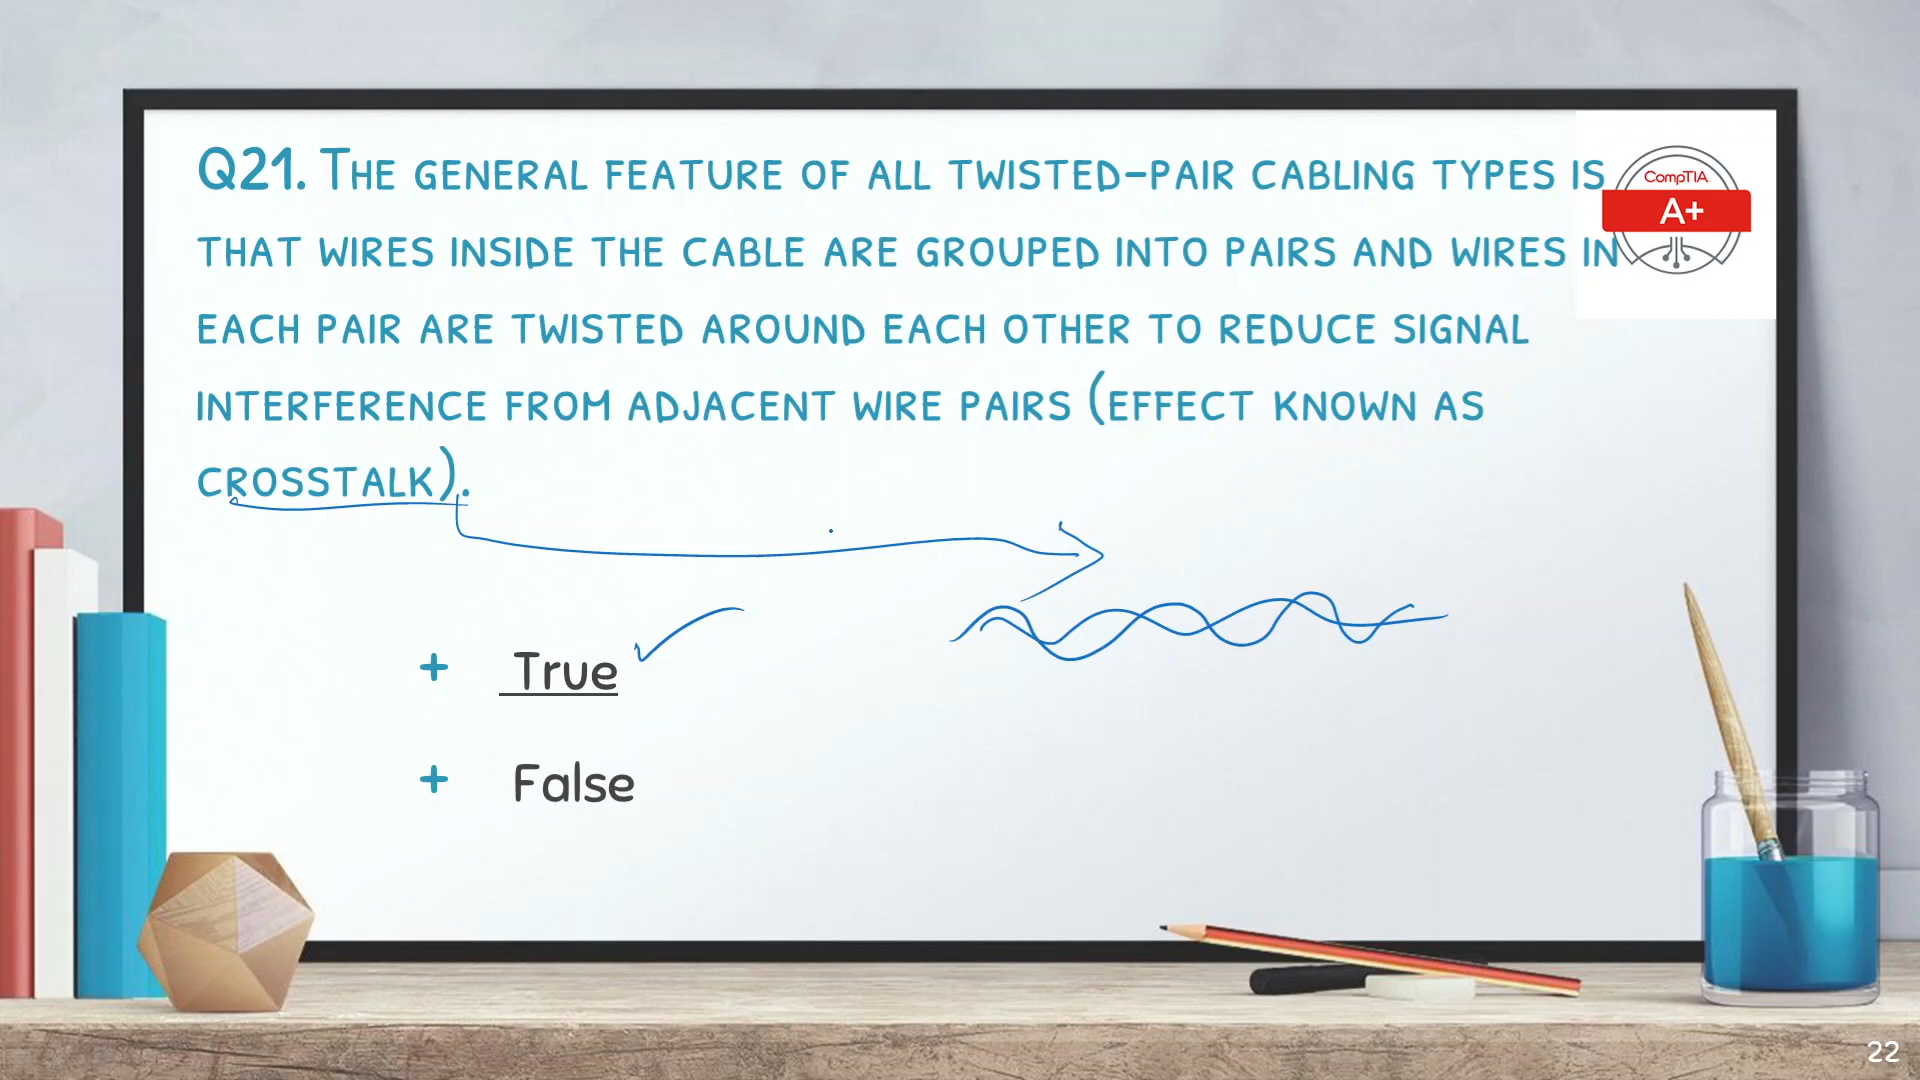 Q21. The general feature of all twisted-pair cabling types is
that wires inside the cable are grouped into pairs and wires in
each pair are twisted around each other to reduce signal
interference from adjacent wire pairs (effect known as
crosstalk).
CompTIA
A+
+ True
+ False
22